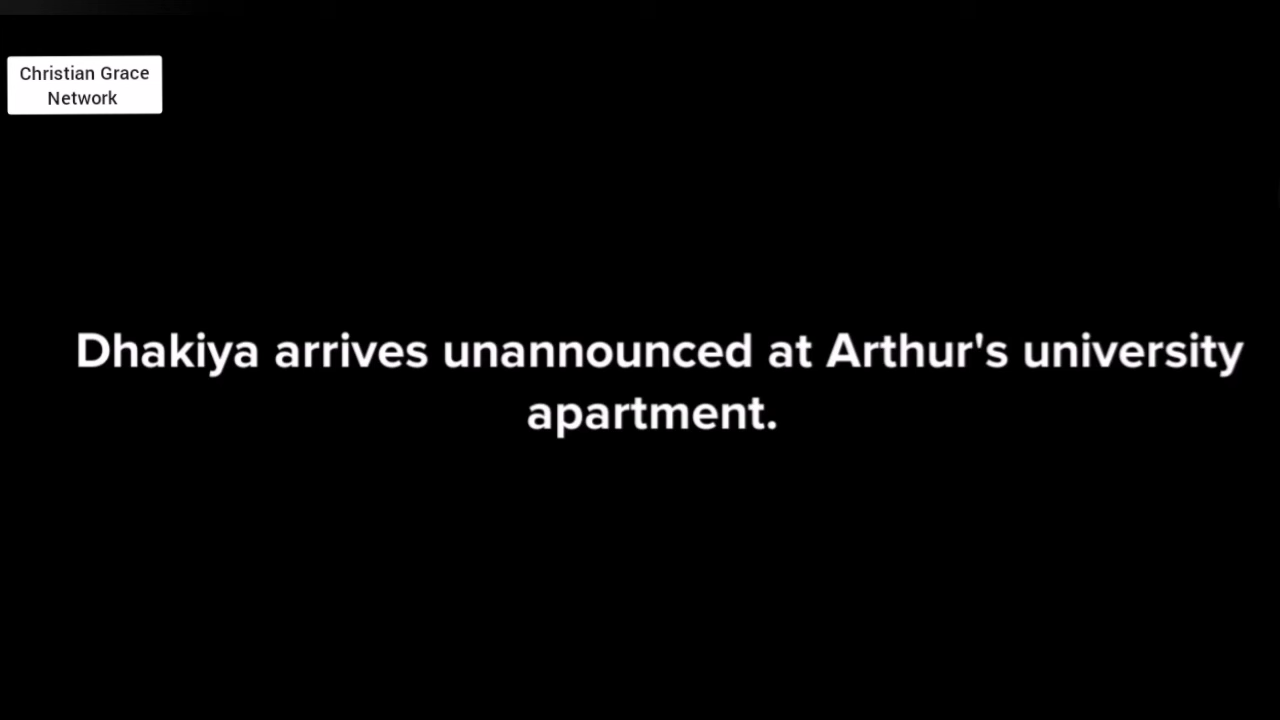 Christian Grace
Network
Dhakiya arrives unannounced at Arthur's university
apartment.